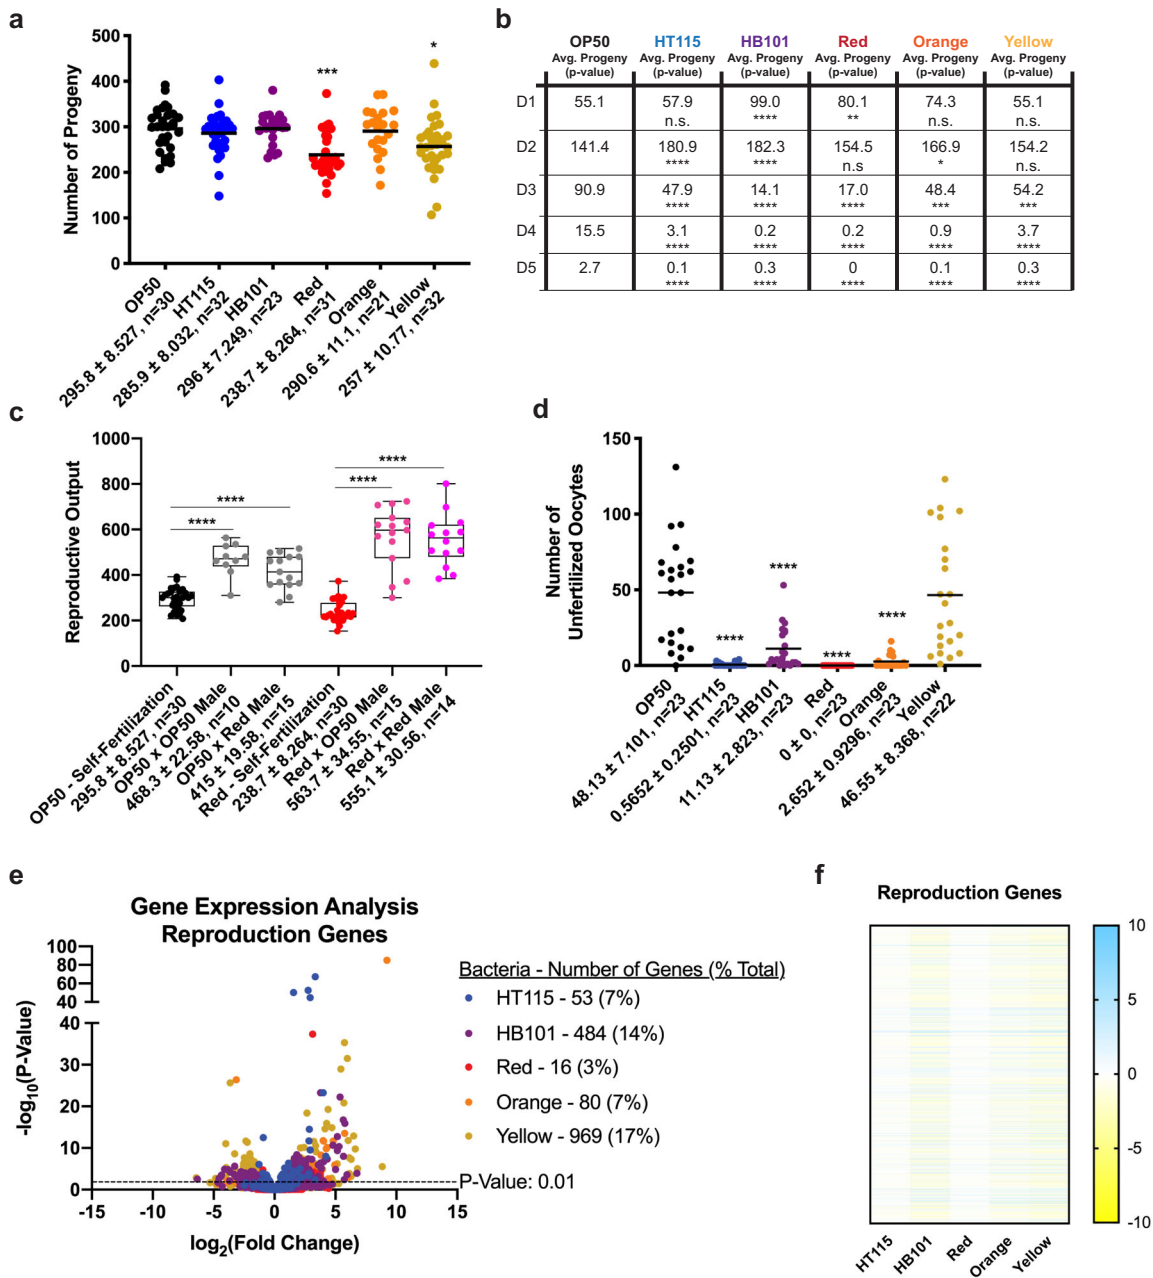 a
500
400
300
200
100
0
Number of Progeny
***
*
OP50
295.8 ± 8.527, n=30
HT115
285.9 ± 8.032, n=32
HB101
296 ± 7.249, n=23
Red
238.7 ± 8.264, n=31
Orange
290.6 ± 11.1, n=21
Yellow
257 ± 10.77, n=32
b
OP50 HT115 HB101 Red Orange Yellow
Avg. Progeny Avg. Progeny Avg. Progeny Avg. Progeny Avg. Progeny Avg. Progeny
(p-value) (p-value) (p-value) (p-value) (p-value) (p-value)
D1 55.1 57.9 99.0 80.1 74.3 55.1
n.s. **** ** n.s. n.s.
D2 141.4 180.9 182.3 154.5 166.9 154.2
**** **** n.s * n.s.
D3 90.9 47.9 14.1 17.0 48.4 54.2
**** **** **** *** ***
D4 15.5 3.1 0.2 0.2 0.9 3.7
**** **** **** **** ****
D5 2.7 0.1 0.3 0 0.1 0.3
**** **** **** **** ****
c
1000
800
600
400
200
0
Reproductive Output
****
****
****
****
OP50 - Self-Fertilization
295.8 ± 8.527, n=30
OP50 x OP50 Male
468.3 ± 22.58, n=10
OP50 x Red Male
415 ± 19.58, n=15
Red - Self-Fertilization
238.7 ± 8.264, n=30
Red x OP50 Male
563.7 ± 34.55, n=15
Red x Red Male
555.1 ± 30.56, n=14
d
150
100
50
0
Number of
Unfertilized Oocytes
****
****
****
****
OP50
48.13 ± 7.101, n=23
HT115
0.5652 ± 0.2501, n=23
HB101
11.13 ± 2.823, n=23
Red
0 ± 0, n=23
Orange
2.652 ± 0.9296, n=23
Yellow
46.55 ± 8.368, n=22
e
Gene Expression Analysis
Reproduction Genes
100
80
60
40
40
30
20
10
0
-log10(P-Value)
-15 -10 -5 0 5 10 15
log2(Fold Change)
Bacteria - Number of Genes (% Total)
HT115 - 53 (7%)
HB101 - 484 (14%)
Red - 16 (3%)
Orange - 80 (7%)
Yellow - 969 (17%)
P-Value: 0.01
f
Reproduction Genes
10
5
0
-5
-10
HT115
HB101
Red
Orange
Yellow